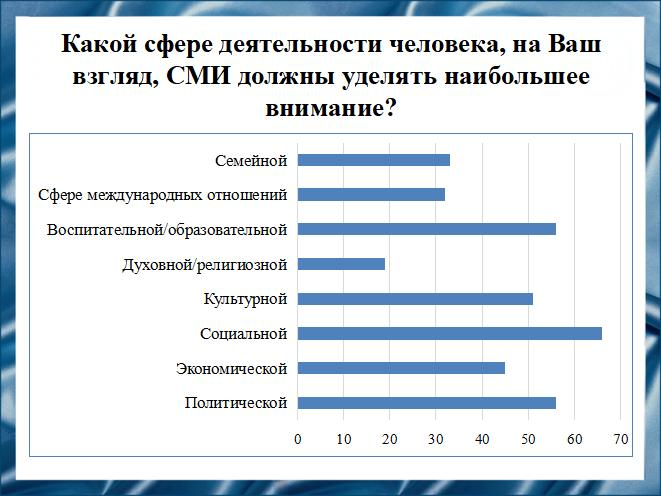 Какой сфере деятельности человека, на Ваш
взгляд, СМИ должны уделять наибольшее
внимание?
Семейной
Сфере международных отношений
Воспитательной/образовательной
Духовной/религиозной
Культурной
Социальной
Экономической
Политической
0 10 20 30 40 50 60 70